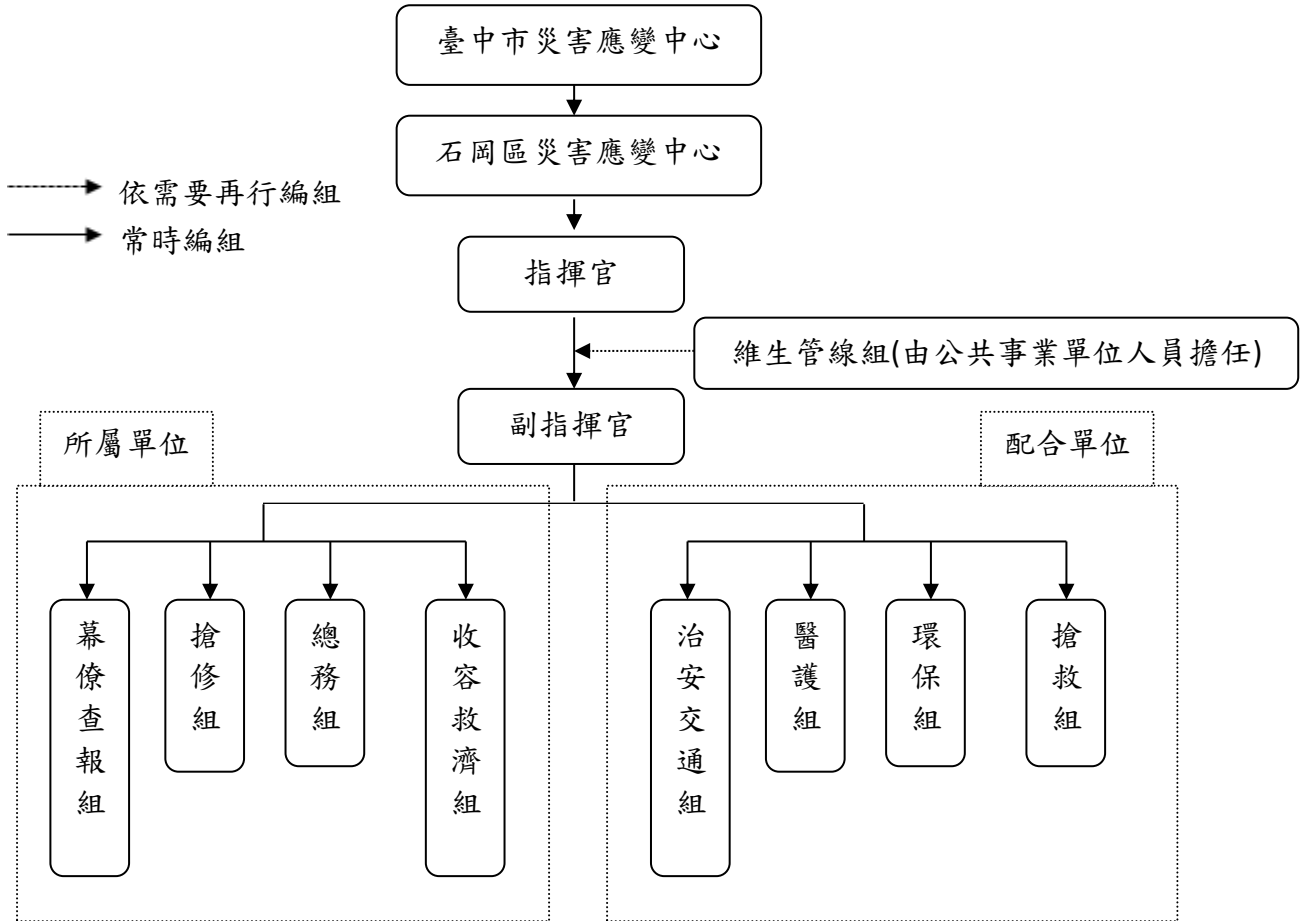 臺中市災害應變中心
石岡區災害應變中心
依需要再行編組
常時編組
指揮官
維生管線組(由公共事業單位人員擔任)
副指揮官
所屬單位
配合單位
幕僚查報組
搶修組
總務組
收容救濟組
治安交通組
醫護組
環保組
搶救組